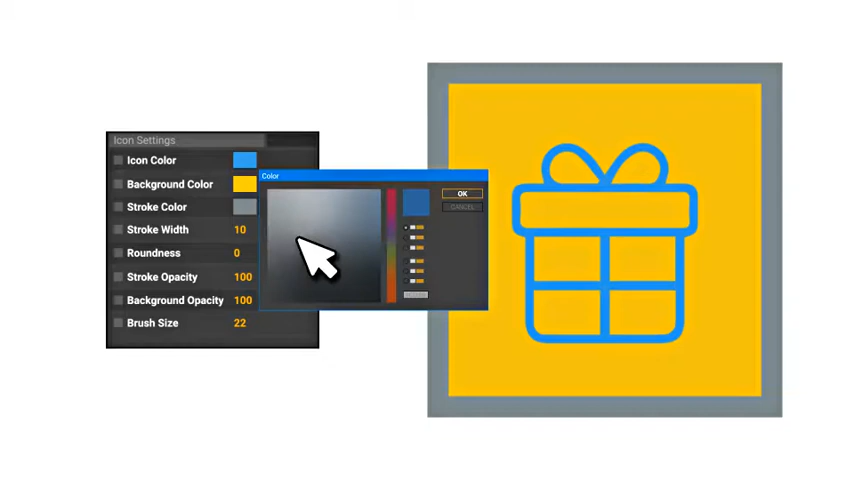 Icon Settings
Icon Color
Background Color
Stroke Color
Stroke Width 10
Roundness 0
Stroke Opacity 100
Background Opacity 100
Brush Size 22
Color
OK
CANCEL